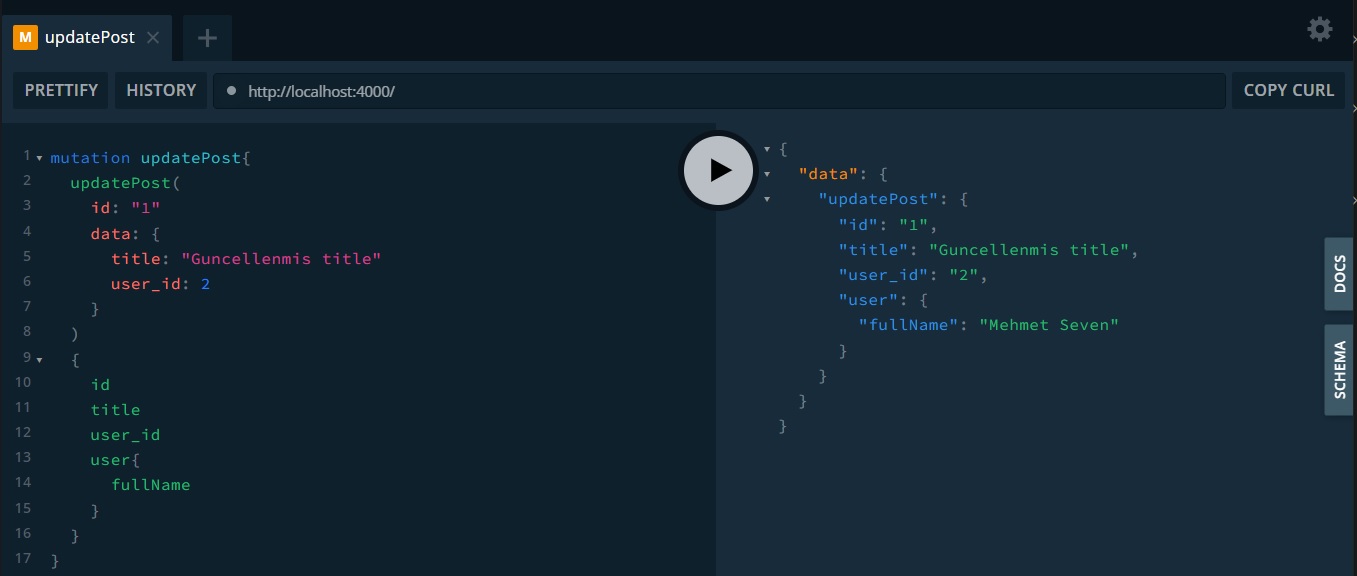 M updatePost
PRETTIFY HISTORY http://localhost:4000/ COPY CURL
1 mutation updatePost{
2 updatePost(
3 id: "1"
4 data: {
5 title: "Guncellenmis title"
6 user_id: 2
7 }
8 )
9 {
10 id
11 title
12 user_id
13 user{
14 fullName
15 }
16 }
17 }
{
"data": {
"updatePost": {
"id": "1",
"title": "Guncellenmis title",
"user_id": "2",
"user": {
"fullName": "Mehmet Seven"
}
}
}
}
DOCS
SCHEMA